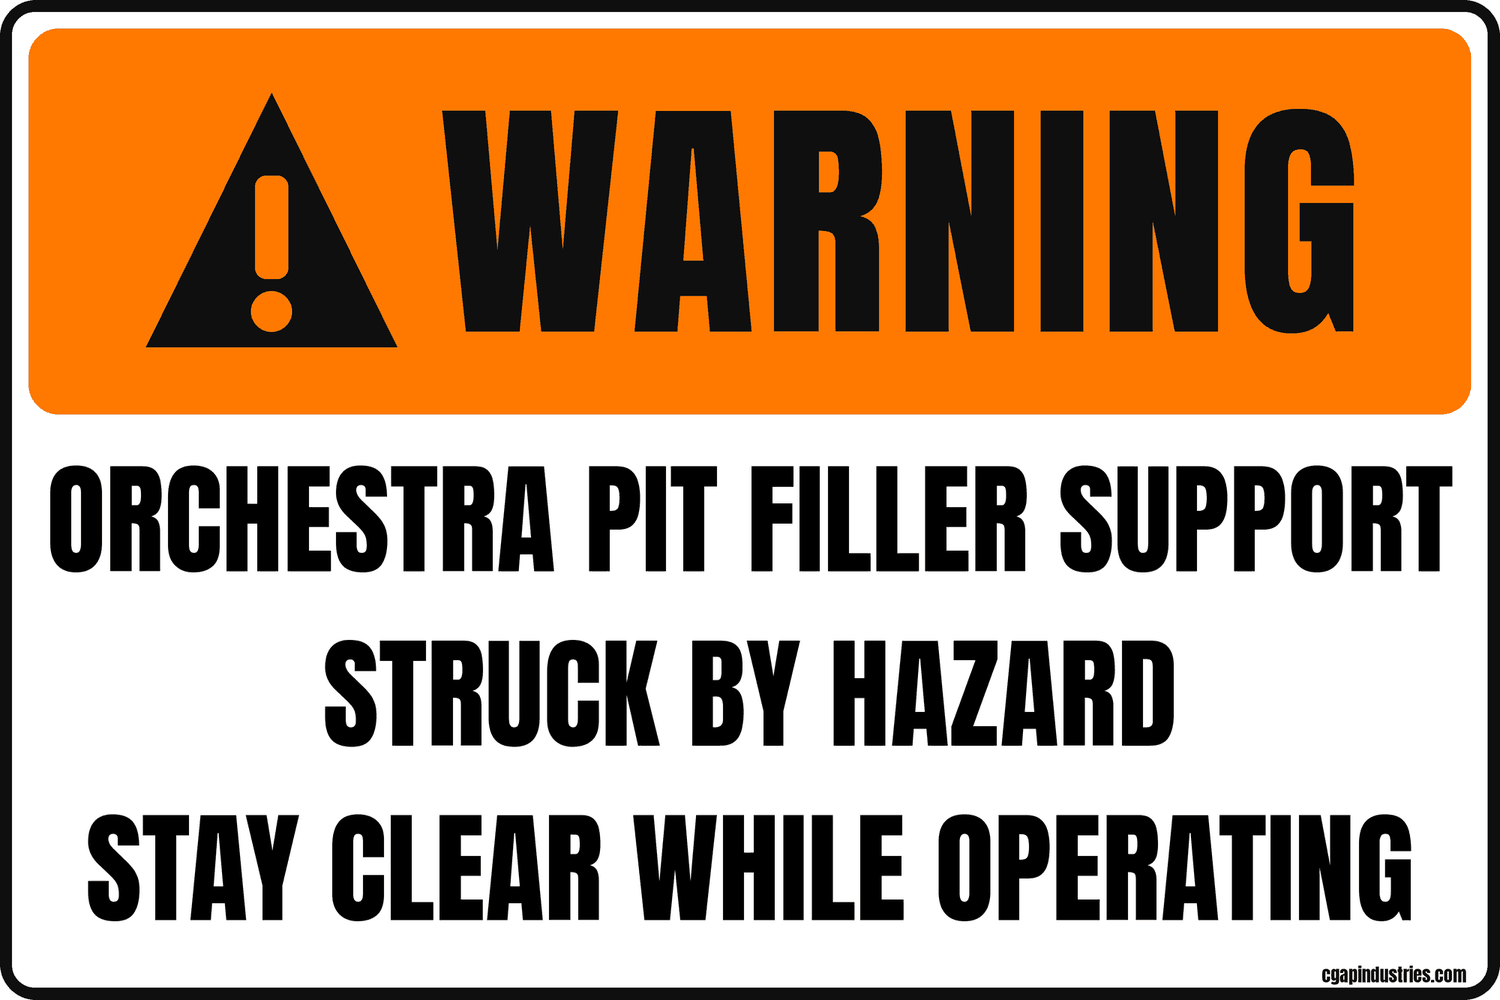 WARNING
ORCHESTRA PIT FILLER SUPPORT
STRUCK BY HAZARD
STAY CLEAR WHILE OPERATING
cgapindustries.com